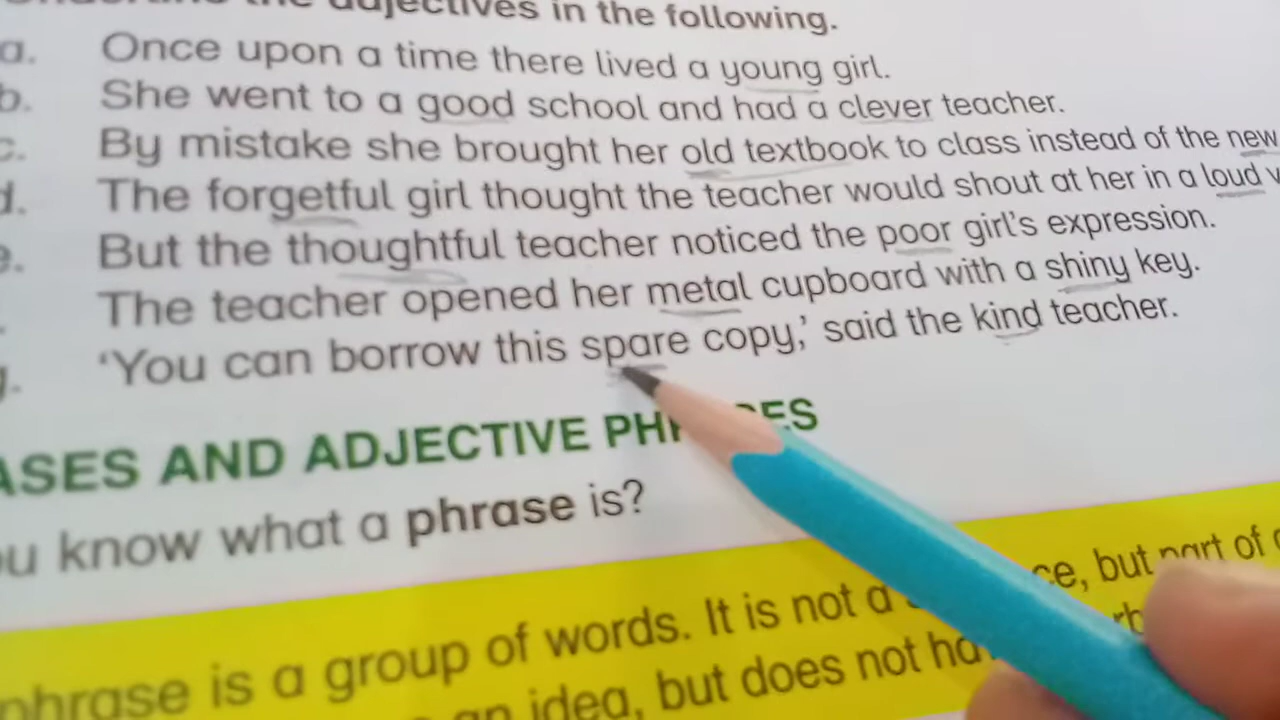 adjectives in the following.
a. Once upon a time there lived a young girl.
b. She went to a good school and had a clever teacher.
c. By mistake she brought her old textbook to class instead of the new
d. The forgetful girl thought the teacher would shout at her in a loud
e. But the thoughtful teacher noticed the poor girl's expression.
The teacher opened her metal cupboard with a shiny key.
'You can borrow this spare copy,' said the kind teacher.
AND ADJECTIVE
know what a phrase is?
phrase is a group of words. It is not a but part of
an idea, but does not